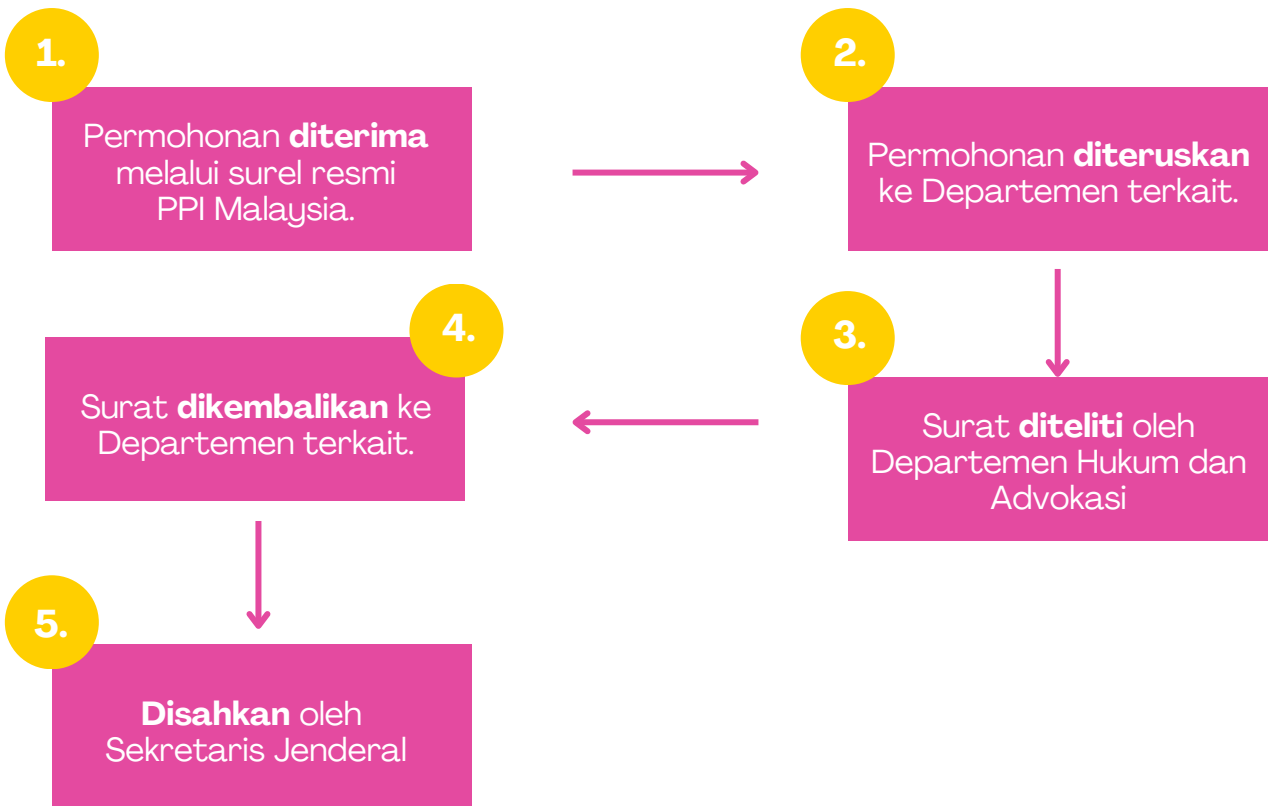 1.
Permohonan diterima
melalui surel resmi
PPI Malaysia.
2.
Permohonan diteruskan
ke Departemen terkait.
3.
Surat diteliti oleh
Departemen Hukum dan
Advokasi
4.
Surat dikembalikan ke
Departemen terkait.
5.
Disahkan oleh
Sekretaris Jenderal